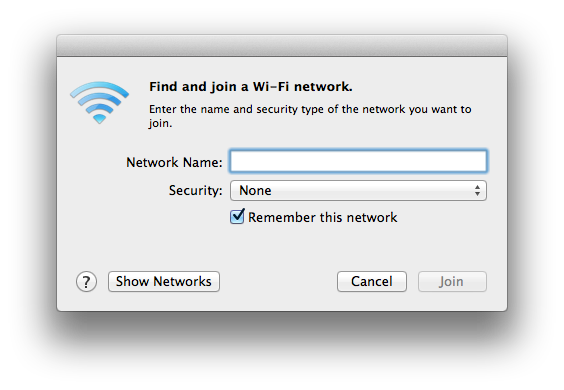 Find and join a Wi-Fi network.
Enter the name and security type of the network you want to
join.
Network Name:
Security: None
Remember this network
? Show Networks Cancel Join